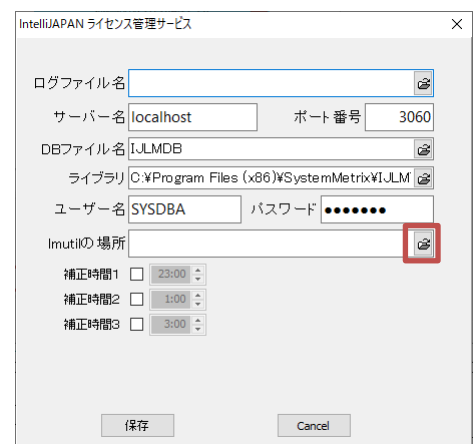 IntelliJAPAN ライセンス管理サービス
ログファイル名
サーバー名 localhost ポート番号 3060
DBファイル名 IJLMDB
ライブラリ C:¥Program Files (x86)¥SystemMetrix¥IJLM
ユーザー名 SYSDBA パスワード ●●●●●●●
lmutilの場所
補正時間1 23:00
補正時間2 1:00
補正時間3 3:00
保存 Cancel